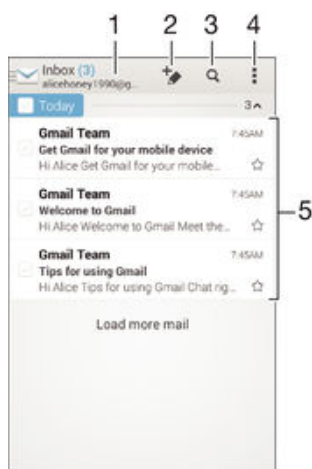 1 2 3 4
Inbox (3)
alicehoney1990@g...
Today 3
Gmail Team 7:45AM
Get Gmail for your mobile device
Hi Alice Get Gmail for your mobile...
Gmail Team 7:45AM
Welcome to Gmail
Hi Alice Welcome to Gmail Meet the...
5
Gmail Team 7:45AM
Tips for using Gmail
Hi Alice Tips for using Gmail Chat rig...
Load more mail